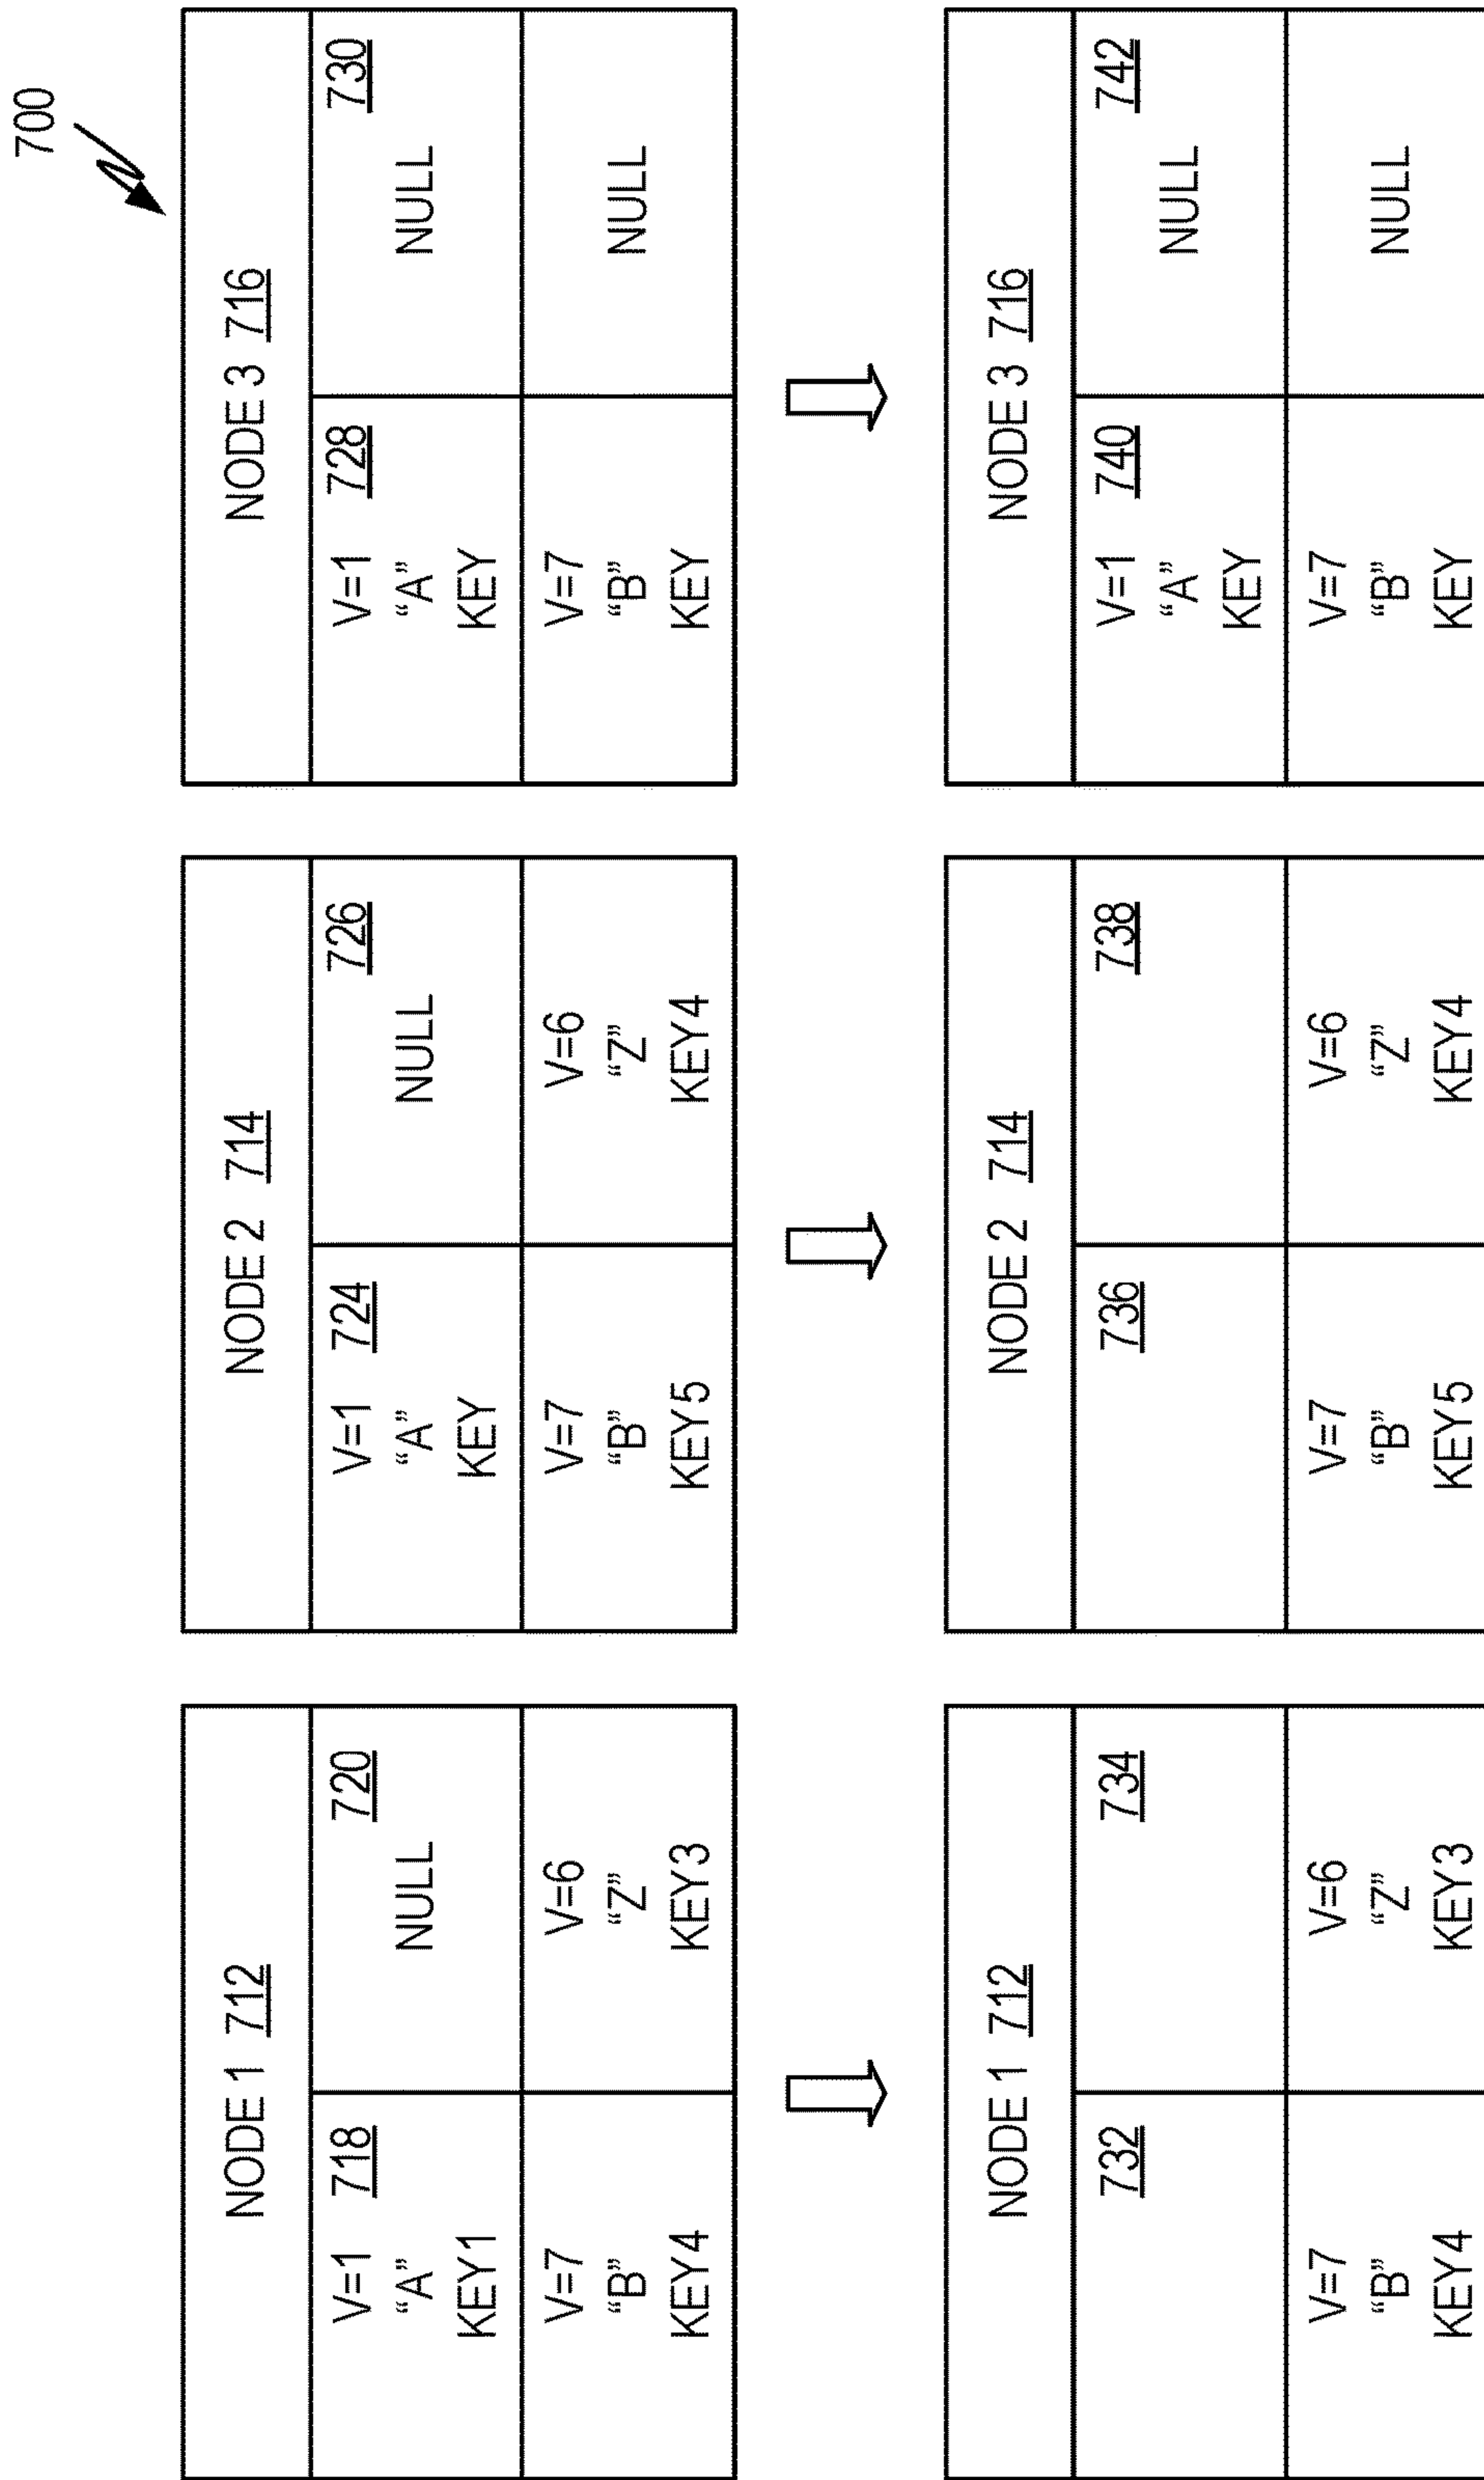 700
NODE 1 712
V=1 718
“A”
KEY1
720
NULL
V=7
“B”
KEY4
V=6
“Z”
KEY3
NODE 2 714
V=1 724
“A”
KEY
726
NULL
V=7
“B”
KEY5
V=6
“Z”
KEY4
NODE 3 716
V=1 728
“A”
KEY
730
NULL
V=7
“B”
KEY
NULL
NODE 1 712
732
734
V=7
“B”
KEY4
V=6
“Z”
KEY3
NODE 2 714
736
738
V=7
“B”
KEY5
V=6
“Z”
KEY4
NODE 3 716
V=1 740
“A”
KEY
742
NULL
V=7
“B”
KEY
NULL